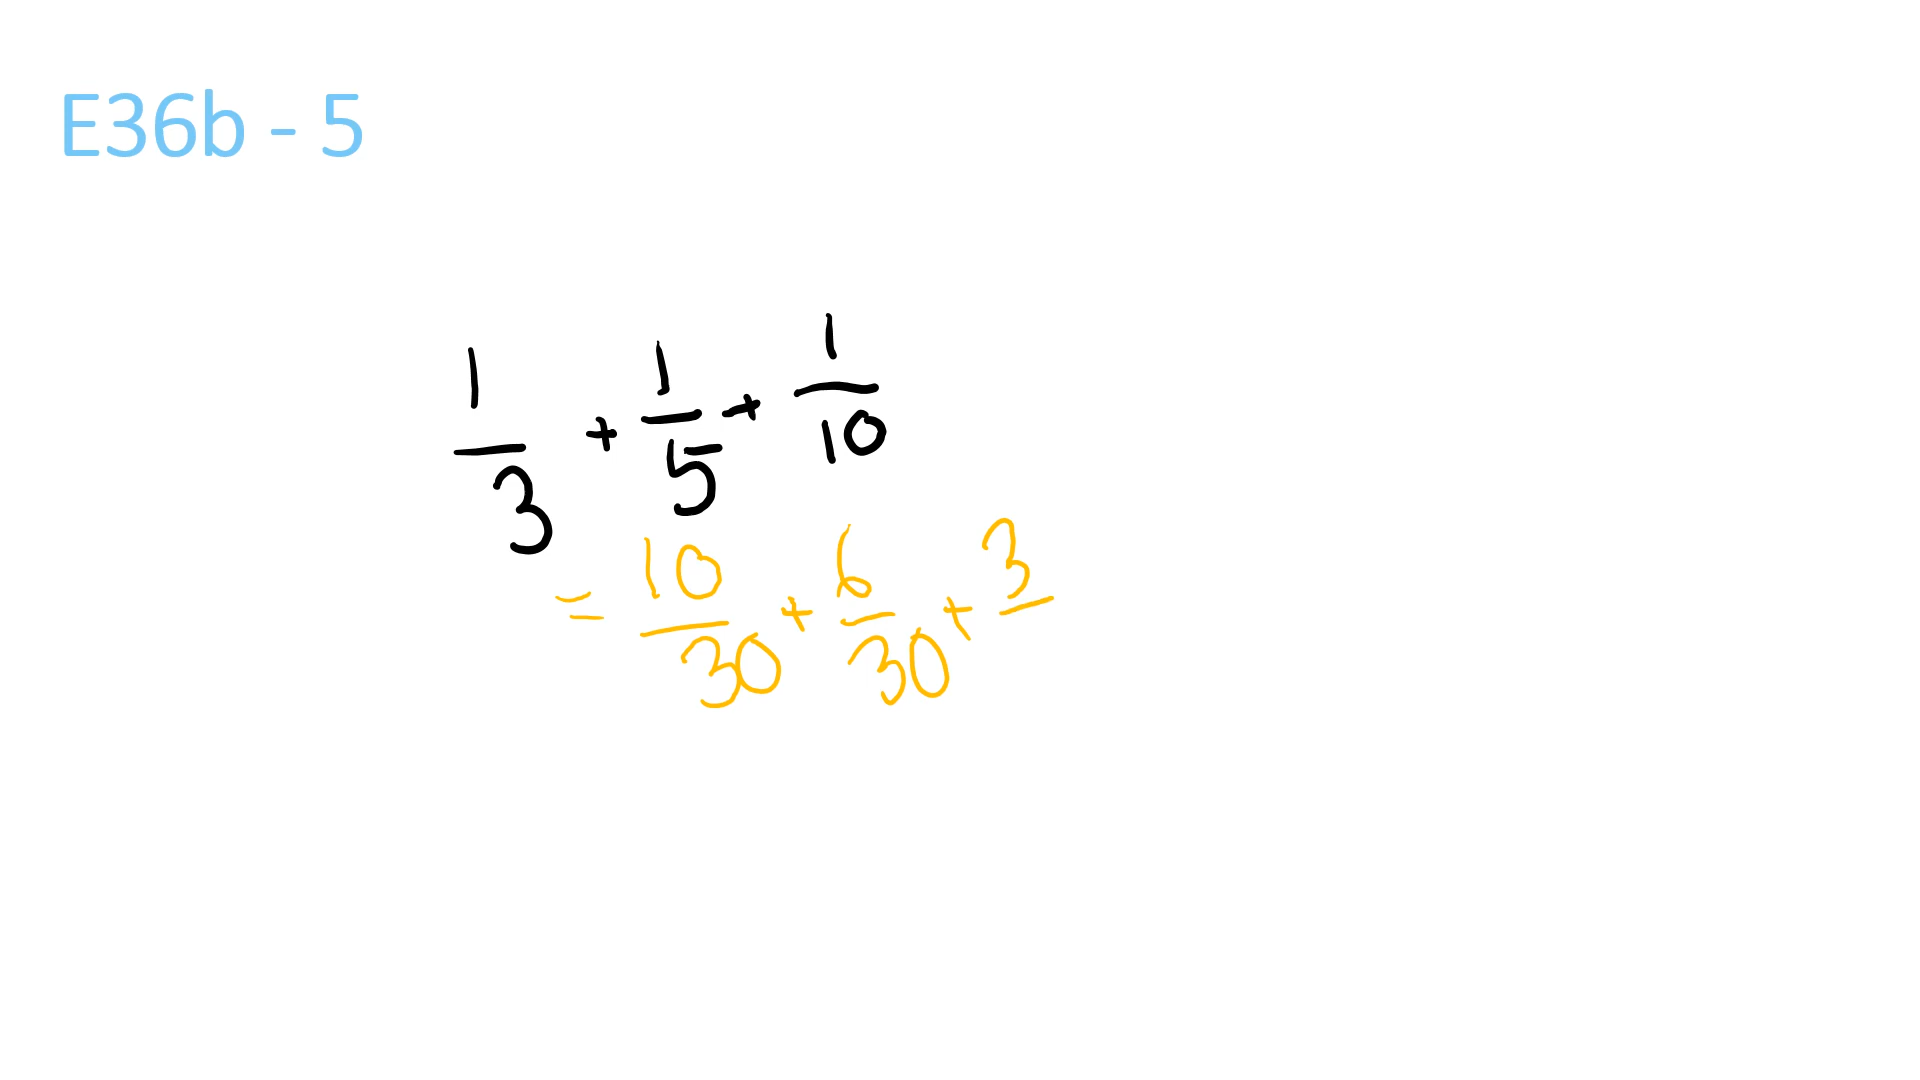 E36b - 5
1/3 + 1/5 + 1/10
= 10/30 + 6/30 + 3/